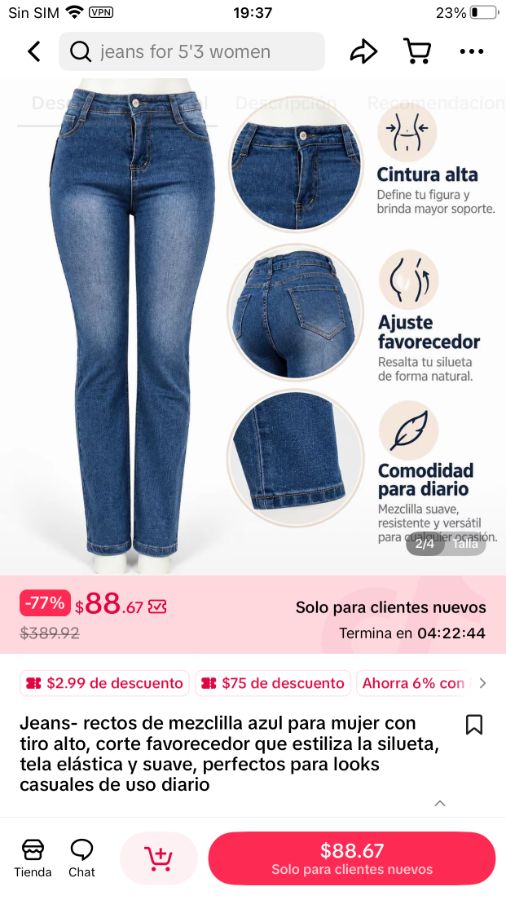 Sin SIM VPN 19:37 23%
jeans for 5'3 women
Descripción Recomendacion
Cintura alta
Define tu figura y
brinda mayor soporte.
Ajuste
favorecedor
Resalta tu silueta
de forma natural.
Comodidad
para diario
Mezclilla suave,
resistente y versátil
para cualquier ocasión.
2/4 Talla
-77% $88.67 Solo para clientes nuevos
$389.92 Termina en 04:22:44
$2.99 de descuento $75 de descuento Ahorra 6% con
Jeans- rectos de mezclilla azul para mujer con
tiro alto, corte favorecedor que estiliza la silueta,
tela elástica y suave, perfectos para looks
casuales de uso diario
$88.67
Tienda Chat Solo para clientes nuevos